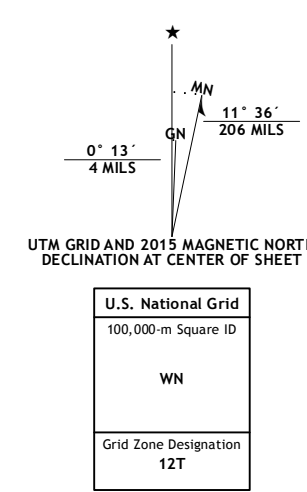 ★
MN
GN
11° 36´
206 MILS
0° 13´
4 MILS
UTM GRID AND 2015 MAGNETIC NORTH
DECLINATION AT CENTER OF SHEET
U.S. National Grid
100,000-m Square ID
WN
Grid Zone Designation
12T